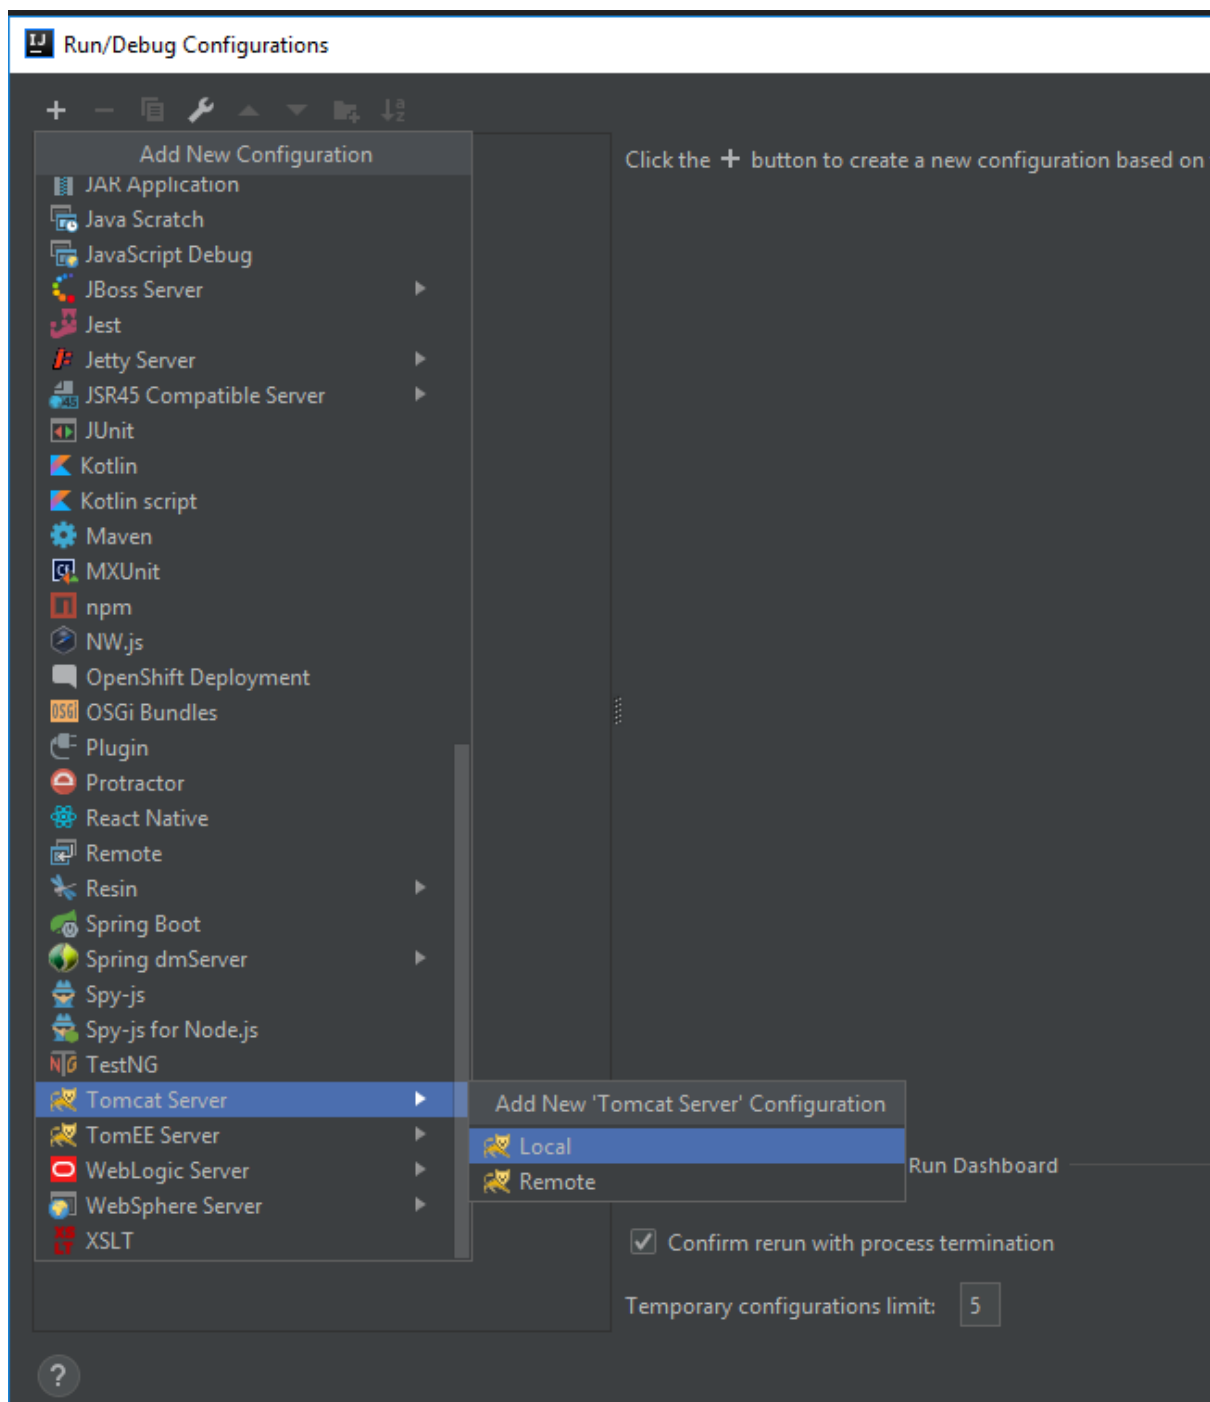 Run/Debug Configurations
Add New Configuration
Click the + button to create a new configuration based on
JAR Application
Java Scratch
JavaScript Debug
JBoss Server
Jest
Jetty Server
JSR45 Compatible Server
JUnit
Kotlin
Kotlin script
Maven
MXUnit
npm
NW.js
OpenShift Deployment
OSGi Bundles
Plugin
Protractor
React Native
Remote
Resin
Spring Boot
Spring dmServer
Spy-js
Spy-js for Node.js
TestNG
Tomcat Server
Add New 'Tomcat Server' Configuration
TomEE Server
Local
WebLogic Server
Run Dashboard
Remote
WebSphere Server
XSLT
Confirm rerun with process termination
Temporary configurations limit: 5
?